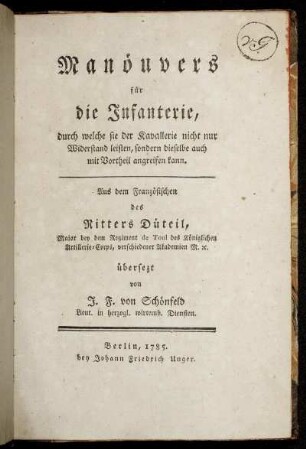 Manöuvers
für
die Infanterie,
durch welche sie der Kavallerie nicht nur
Widerstand leisten, sondern dieselbe auch
mit Vortheil angreifen kann.
Aus dem Französischen
des
Ritters Düteil,
Major bey dem Regiment de Toul des Königlichen
Artillerie-Corps, verschiedener Akademien M. ꝛc.
übersezt
von
J. F. von Schönfeld
Lieut. in herzogl. würtemb. Diensten.
Berlin, 1785.
bey Johann Friedrich Unger.